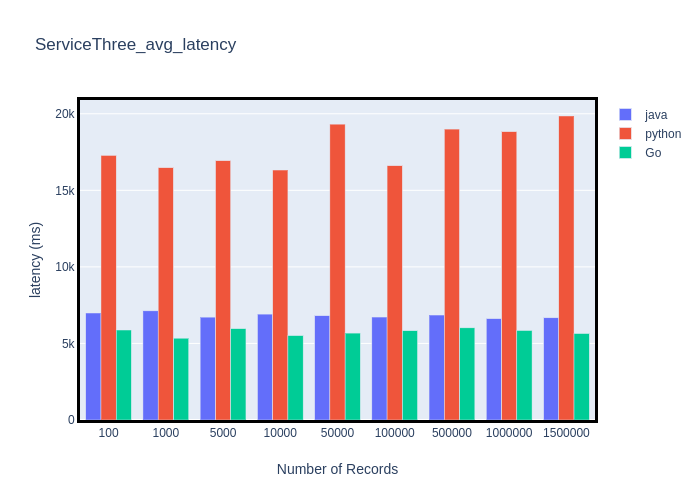 ServiceThree_avg_latency
20k
15k
10k
5k
0
latency (ms)
100 1000 5000 10000 50000 100000 500000 1000000 1500000
Number of Records
java
python
Go